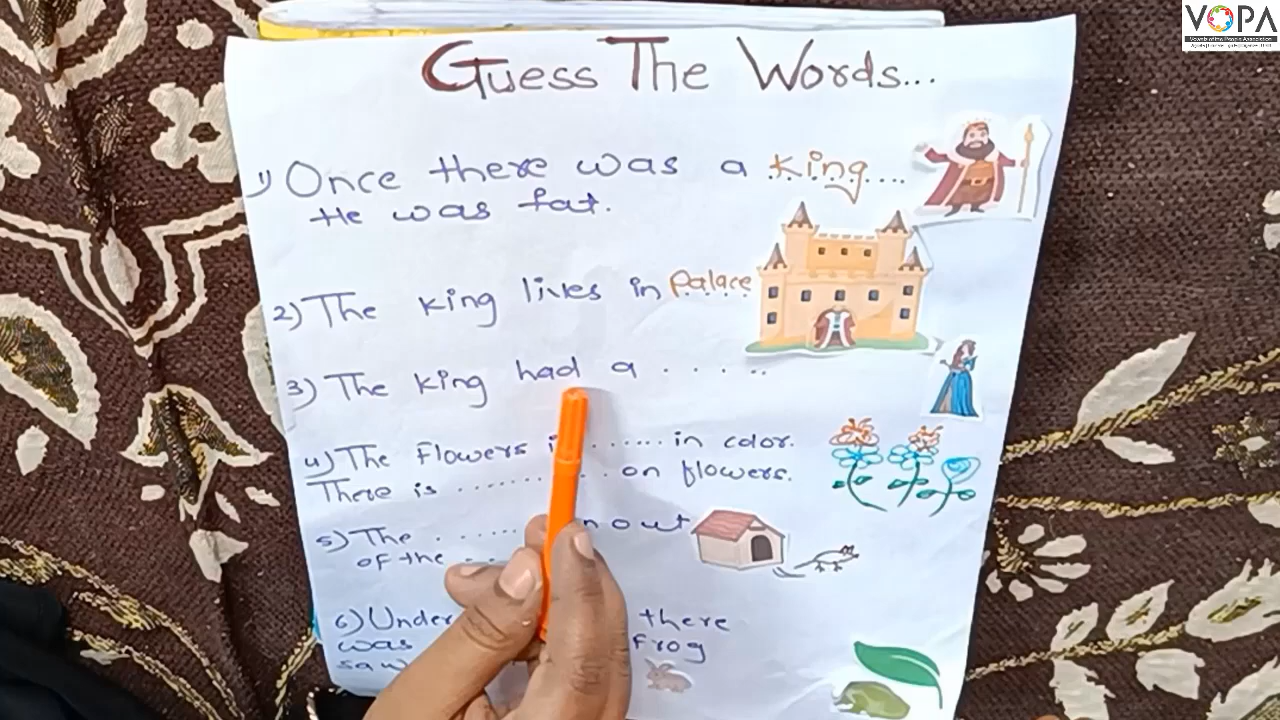 VOPA
Guess The Words...
1) Once there was a King....
He was fat.
2) The king lives in Palace
3) The king had a . . . . ..
4) The Flowers ...... in color.
There is ............ on flowers.
5) The ...... out
of the ...
6) Under there
was Frog
saw